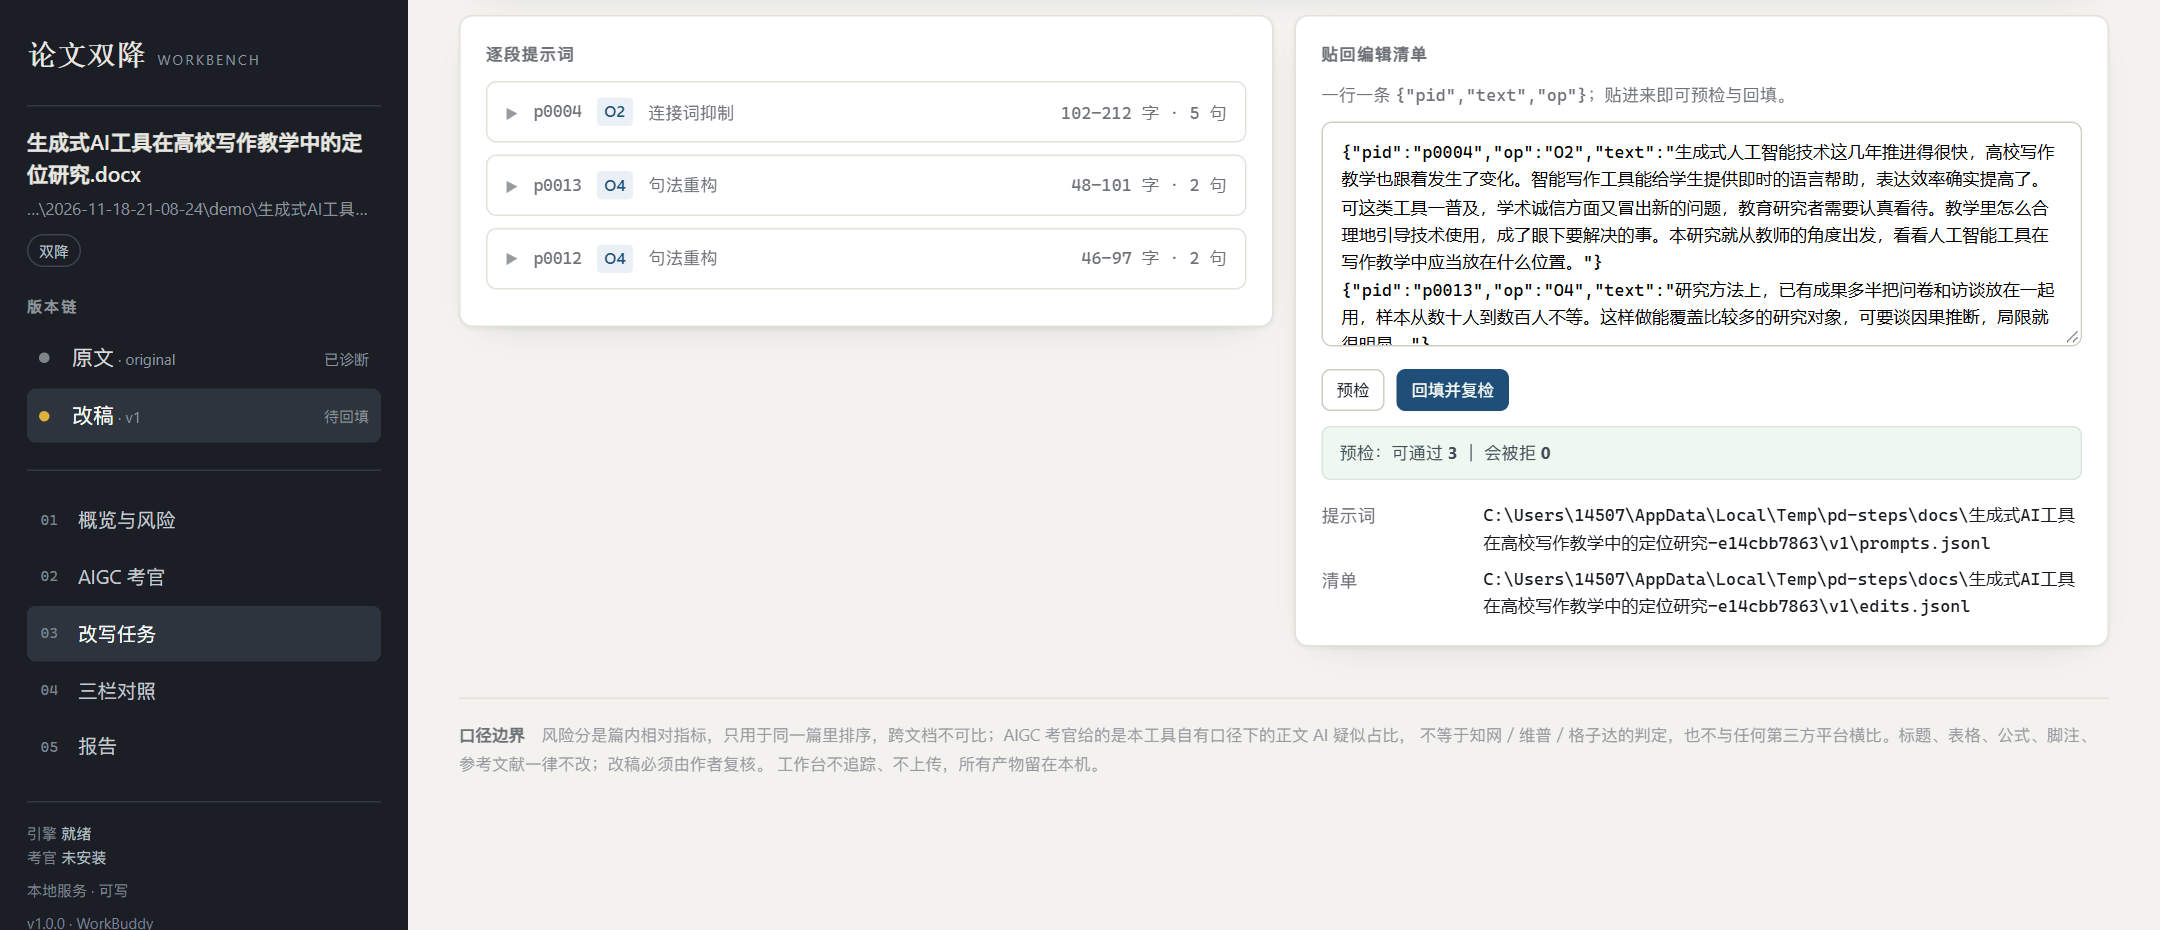 论文双降 WORKBENCH
生成式AI工具在高校写作教学中的定
位研究.docx
...\2026-11-18-21-08-24\demo\生成式AI工具...
双降
版本链
原文 · original 已诊断
改稿 · v1 待回填
01 概览与风险
02 AIGC 考官
03 改写任务
04 三栏对照
05 报告
引擎 就绪
考官 未安装
本地服务 · 可写
v1.0.0 · WorkBuddy
逐段提示词
▶ p0004 O2 连接词抑制 102–212 字 · 5 句
▶ p0013 O4 句法重构 48–101 字 · 2 句
▶ p0012 O4 句法重构 46–97 字 · 2 句
贴回编辑清单
一行一条 {"pid","text","op"}；贴进来即可预检与回填。
{"pid":"p0004","op":"O2","text":"生成式人工智能技术这几年推进得很快，高校写作
教学也跟着发生了变化。智能写作工具能给学生提供即时的语言帮助，表达效率确实提高了。
可这类工具一普及，学术诚信方面又冒出新的问题，教育研究者需要认真看待。教学里怎么合
理地引导技术使用，成了眼下要解决的事。本研究就从教师的角度出发，看看人工智能工具在
写作教学中应当放在什么位置。"}
{"pid":"p0013","op":"O4","text":"研究方法上，已有成果多半把问卷和访谈放在一起
用，样本从数十人到数百人不等。这样做能覆盖比较多的研究对象，可要谈因果推断，局限就
很明显。"}
预检 回填并复检
预检：可通过 3 | 会被拒 0
提示词 C:\Users\14507\AppData\Local\Temp\pd-steps\docs\生成式AI工具
在高校写作教学中的定位研究-e14cbb7863\v1\prompts.jsonl
清单 C:\Users\14507\AppData\Local\Temp\pd-steps\docs\生成式AI工具
在高校写作教学中的定位研究-e14cbb7863\v1\edits.jsonl
口径边界 风险分是篇内相对指标，只用于同一篇里排序，跨文档不可比；AIGC 考官给的是本工具自有口径下的正文 AI 疑似占比， 不等于知网 / 维普 / 格子达的判定，也不与任何第三方平台横比。标题、表格、公式、脚注、
参考文献一律不改；改稿必须由作者复核。 工作台不追踪、不上传，所有产物留在本机。